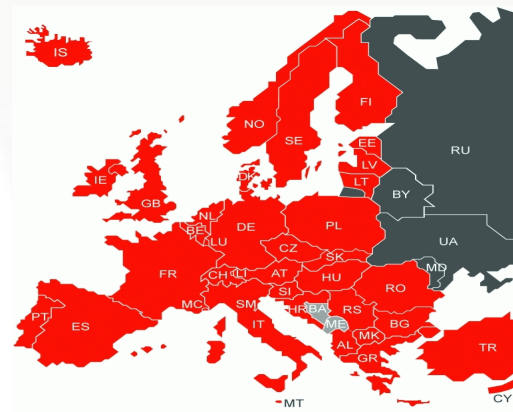 IS
FI
NO
SE
RU
EE
LV
DK
LT
IE
BY
GB
NL
BE
DE
PL
LU
UA
CZ
SK
MD
FR
CH
LI
AT
HU
RO
SI
MC
SM
HR
BA
RS
PT
ES
IT
ME
BG
MK
AL
GR
TR
MT
CY